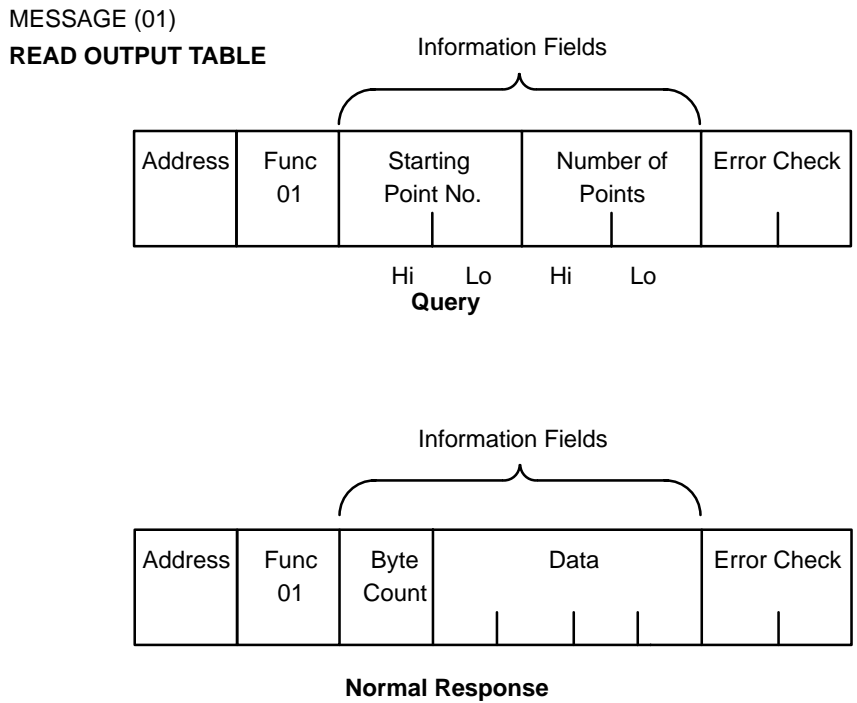 MESSAGE (01)
READ OUTPUT TABLE
Information Fields
Address Func 01 Starting Point No. Number of Points Error Check
Hi Lo Hi Lo
Query
Information Fields
Address Func 01 Byte Count Data Error Check
Normal Response